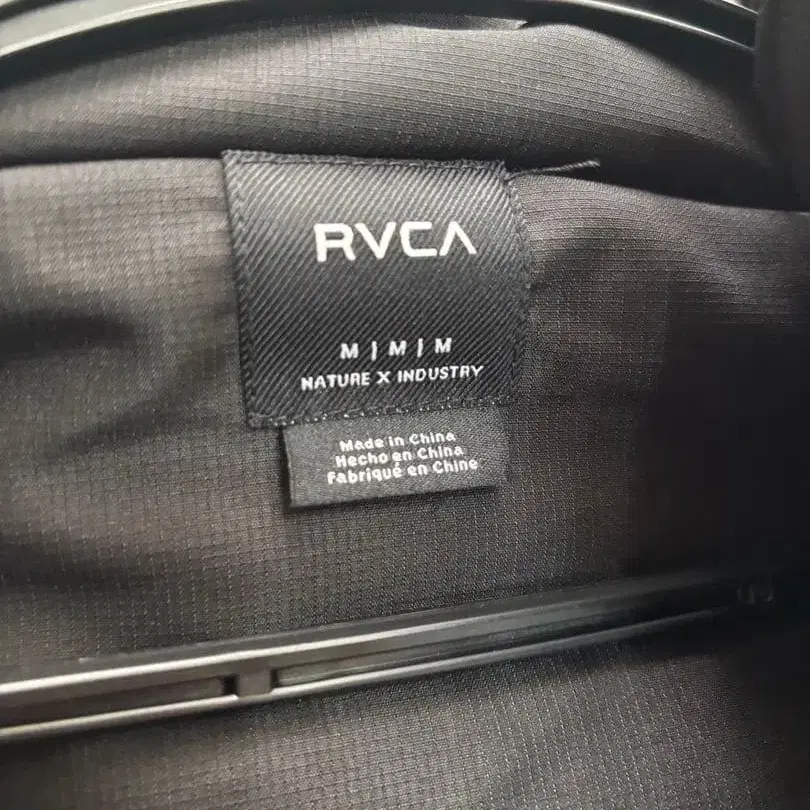 RVCA
M | M | M
NATURE X INDUSTRY
Made in China
Hecho en China
Fabriqué en Chine